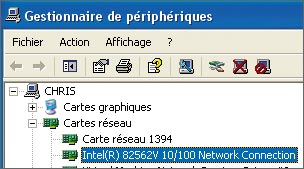 Gestionnaire de périphériques
Fichier Action Affichage ?
CHRIS
Cartes graphiques
Cartes réseau
Carte réseau 1394
Intel(R) 82562V 10/100 Network Connection